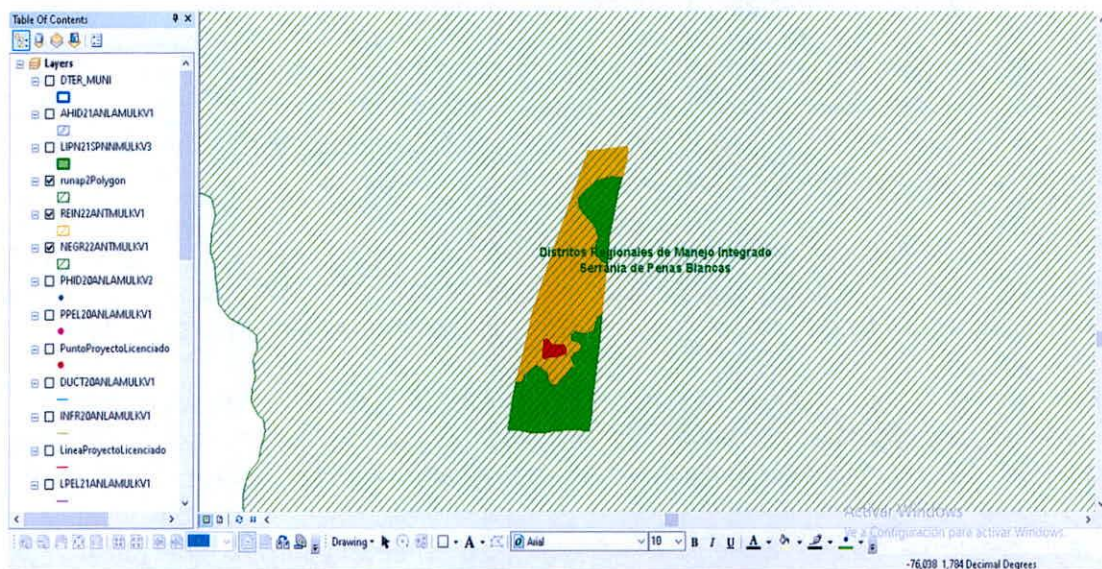 Table Of Contents
Layers
DTER_MUNI
AHID21ANLAMULKV1
LIPN21SPNNMULKV3
runap2Polygon
REIN22ANTMULKV1
NEGR22ANTMULKV1
PHID20ANLAMULKV2
PPEL20ANLAMULKV1
PuntoProyectoLicenciado
DUCT20ANLAMULKV1
INFR20ANLAMULKV1
LineaProyectoLicenciado
LPEL21ANLAMULKV1
Distritos Regionales de Manejo Integrado
Serrania de Penas Blancas
Activar Windows
Ve a Configuración para activar Windows.
Drawing
A
Arial
10
B I U A
-76,038 1,784 Decimal Degrees